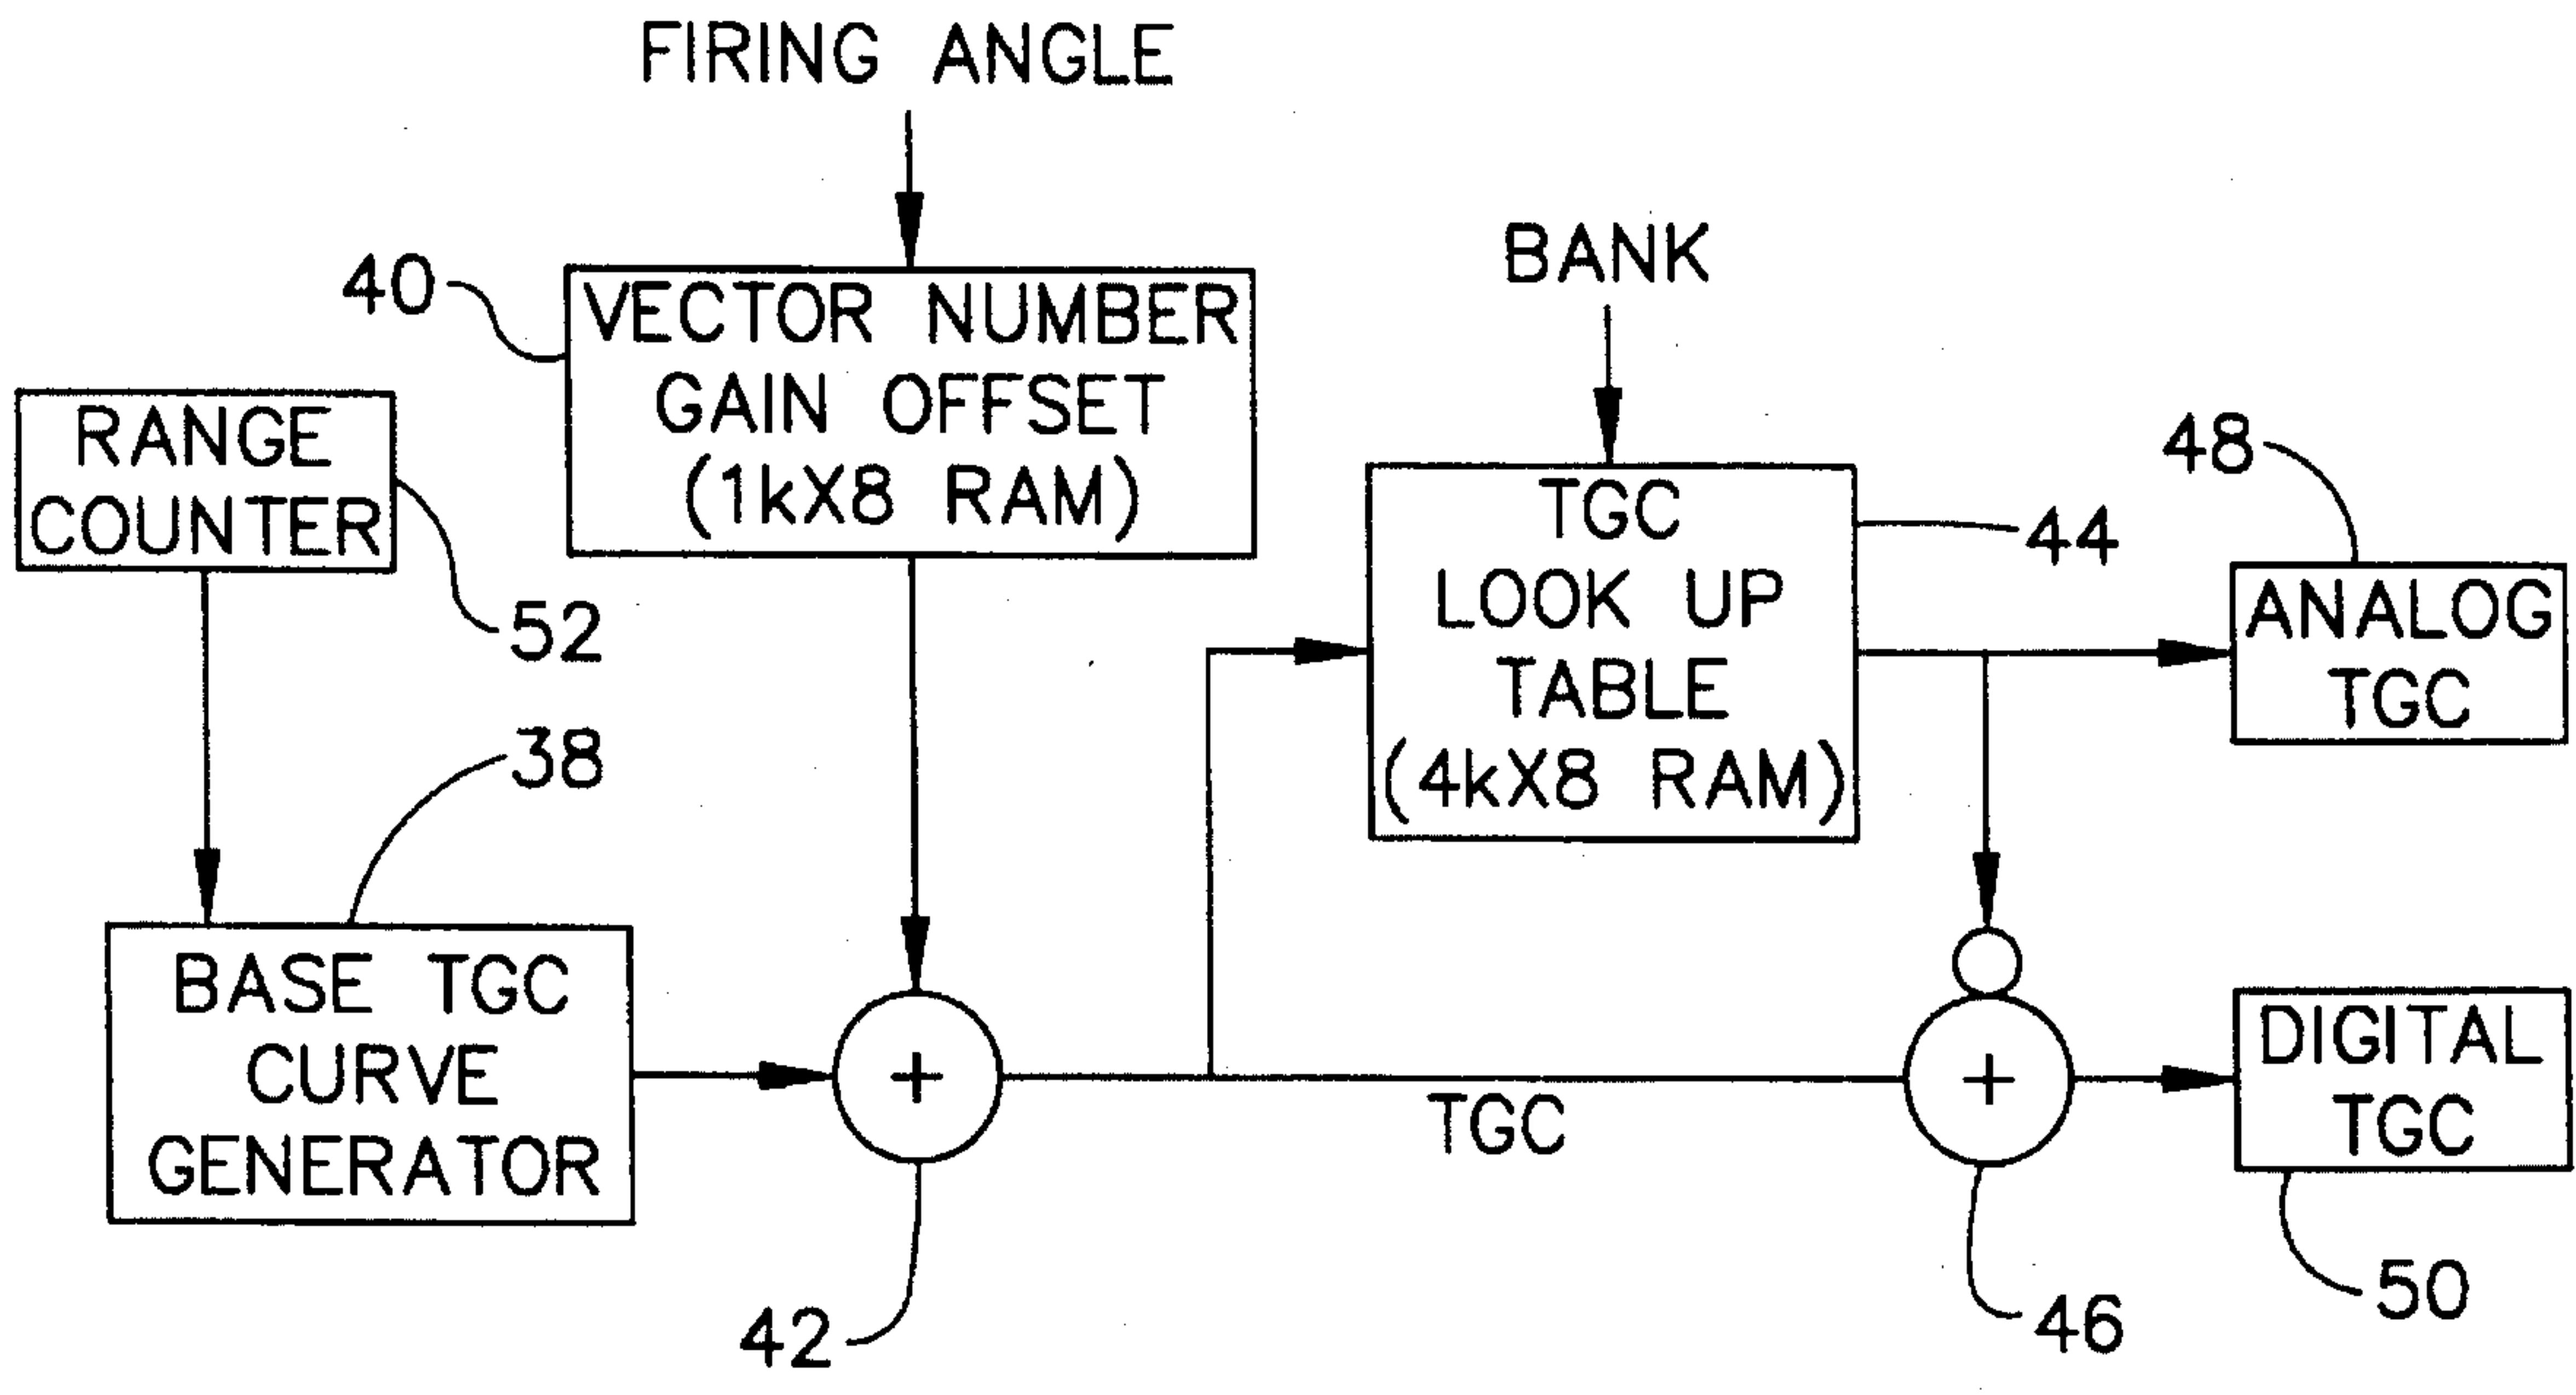 FIRING ANGLE
BANK
40
VECTOR NUMBER
GAIN OFFSET
(1kX8 RAM)
RANGE
COUNTER
52
48
TGC
LOOK UP
TABLE
(4kX8 RAM)
44
ANALOG
TGC
38
BASE TGC
CURVE
GENERATOR
+
TGC
+
DIGITAL
TGC
42
46
50